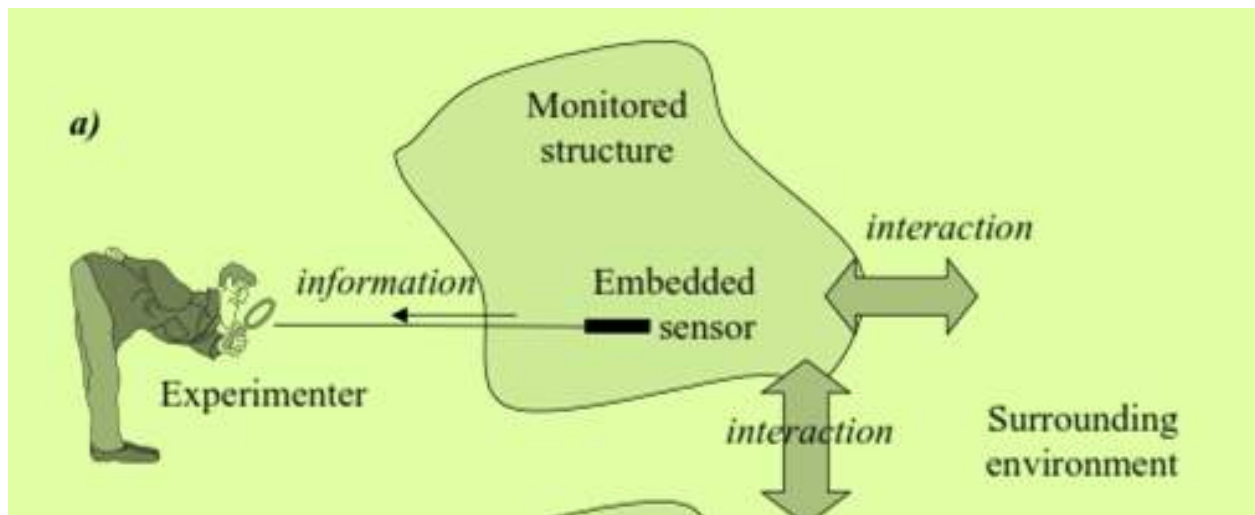 a)
Monitored
structure
interaction
information
Embedded
sensor
Experimenter
interaction
Surrounding
environment